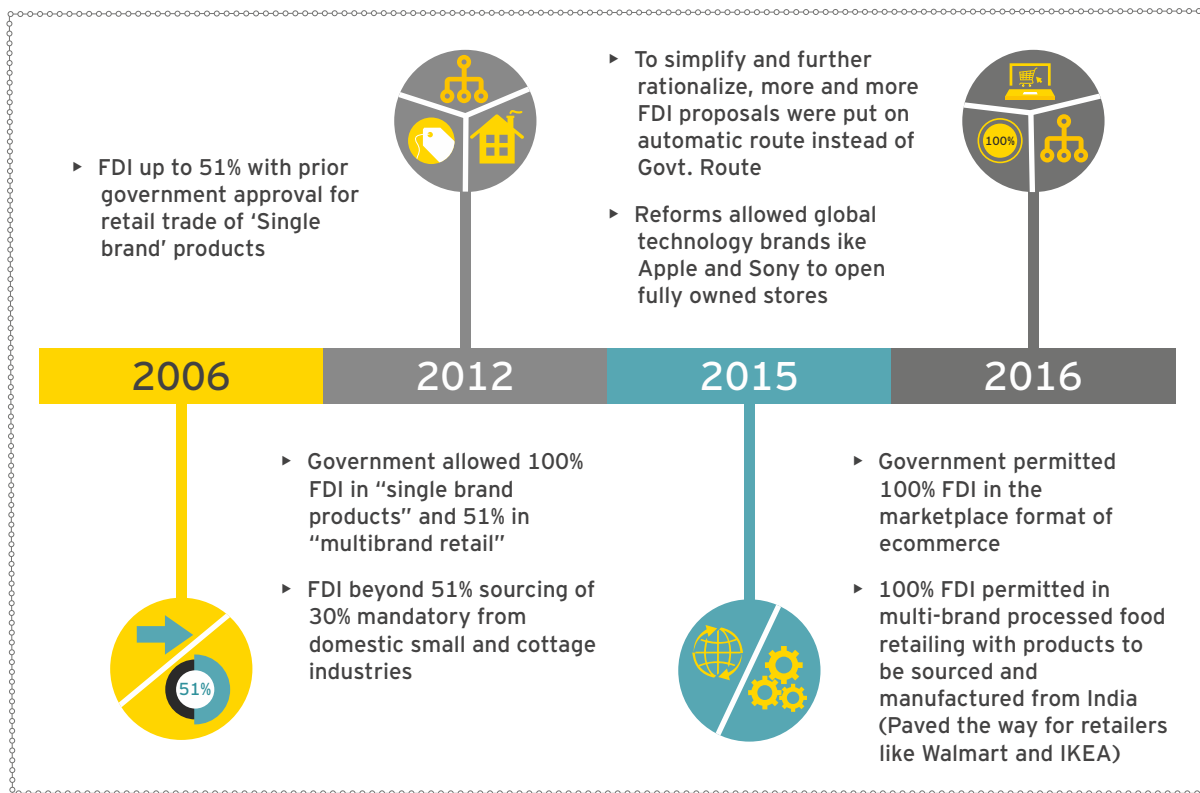 ▸ FDI up to 51% with prior
government approval for
retail trade of ‘Single
brand’ products
▸ To simplify and further
rationalize, more and more
FDI proposals were put on
automatic route instead of
Govt. Route
▸ Reforms allowed global
technology brands ike
Apple and Sony to open
fully owned stores
100%
2006
2012
2015
2016
51%
▸ Government allowed 100%
FDI in “single brand
products” and 51% in
“multibrand retail”
▸ FDI beyond 51% sourcing of
30% mandatory from
domestic small and cottage
industries
▸ Government permitted
100% FDI in the
marketplace format of
ecommerce
▸ 100% FDI permitted in
multi-brand processed food
retailing with products to
be sourced and
manufactured from India
(Paved the way for retailers
like Walmart and IKEA)